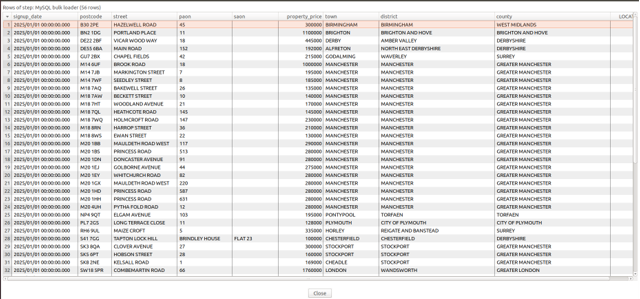 Rows of step: MySQL bulk loader (56 rows)
signup_date postcode street paon saon property_price town district county LOCA
1 2025/01/01 00:00:00.000 B30 2PE HAZELWELL ROAD 45 300000 BIRMINGHAM BIRMINGHAM WEST MIDLANDS
2 2025/01/01 00:00:00.000 BN2 1DG PORTLAND PLACE 11 1100000 BRIGHTON BRIGHTON AND HOVE BRIGHTON AND HOVE
3 2025/01/01 00:00:00.000 DE22 2BF VICAR WOOD WAY 18 445000 DERBY AMBER VALLEY DERBYSHIRE
4 2025/01/01 00:00:00.000 DE55 6BA MAIN ROAD 152 192000 ALFRETON NORTH EAST DERBYSHIRE DERBYSHIRE
5 2025/01/01 00:00:00.000 GU7 2BX CHAPEL FIELDS 42 215000 GODALMING WAVERLEY SURREY
6 2025/01/01 00:00:00.000 M14 6UF BROOK ROAD 18 1000000 MANCHESTER MANCHESTER GREATER MANCHESTER
7 2025/01/01 00:00:00.000 M14 7JB MARKINGTON STREET 7 195000 MANCHESTER MANCHESTER GREATER MANCHESTER
8 2025/01/01 00:00:00.000 M14 7WF SEEDLEY STREET 8 185000 MANCHESTER MANCHESTER GREATER MANCHESTER
9 2025/01/01 00:00:00.000 M18 7AQ BAKEWELL STREET 26 135000 MANCHESTER MANCHESTER GREATER MANCHESTER
10 2025/01/01 00:00:00.000 M18 7AW BECKETT STREET 10 140000 MANCHESTER MANCHESTER GREATER MANCHESTER
11 2025/01/01 00:00:00.000 M18 7HT WOODLAND AVENUE 21 170000 MANCHESTER MANCHESTER GREATER MANCHESTER
12 2025/01/01 00:00:00.000 M18 7QL HEATHCOTE ROAD 145 145000 MANCHESTER MANCHESTER GREATER MANCHESTER
13 2025/01/01 00:00:00.000 M18 7WQ HOLMCROFT ROAD 147 230000 MANCHESTER MANCHESTER GREATER MANCHESTER
14 2025/01/01 00:00:00.000 M18 8RN HARROP STREET 36 210000 MANCHESTER MANCHESTER GREATER MANCHESTER
15 2025/01/01 00:00:00.000 M18 8WS EWAN STREET 22 130000 MANCHESTER MANCHESTER GREATER MANCHESTER
16 2025/01/01 00:00:00.000 M20 1BB MAULDETH ROAD WEST 117 290000 MANCHESTER MANCHESTER GREATER MANCHESTER
17 2025/01/01 00:00:00.000 M20 1BS PRINCESS ROAD 513 280000 MANCHESTER MANCHESTER GREATER MANCHESTER
18 2025/01/01 00:00:00.000 M20 1DN DONCASTER AVENUE 91 280000 MANCHESTER MANCHESTER GREATER MANCHESTER
19 2025/01/01 00:00:00.000 M20 1EJ GOLBORNE AVENUE 44 275000 MANCHESTER MANCHESTER GREATER MANCHESTER
20 2025/01/01 00:00:00.000 M20 1EY WHITCHURCH ROAD 82 280000 MANCHESTER MANCHESTER GREATER MANCHESTER
21 2025/01/01 00:00:00.000 M20 1GX MAULDETH ROAD WEST 220 280000 MANCHESTER MANCHESTER GREATER MANCHESTER
22 2025/01/01 00:00:00.000 M20 1HD PRINCESS ROAD 587 280000 MANCHESTER MANCHESTER GREATER MANCHESTER
23 2025/01/01 00:00:00.000 M20 1HH PRINCESS ROAD 631 280000 MANCHESTER MANCHESTER GREATER MANCHESTER
24 2025/01/01 00:00:00.000 M20 4UH PYTHA FOLD ROAD 12 280000 MANCHESTER MANCHESTER GREATER MANCHESTER
25 2025/01/01 00:00:00.000 NP4 9QT ELGAM AVENUE 103 195000 PONTYPOOL TORFAEN TORFAEN
26 2025/01/01 00:00:00.000 PL7 2GS LONG TERRACE CLOSE 11 128000 PLYMOUTH CITY OF PLYMOUTH CITY OF PLYMOUTH
27 2025/01/01 00:00:00.000 RH6 9UL MAIZE CROFT 5 335000 HORLEY REIGATE AND BANSTEAD SURREY
28 2025/01/01 00:00:00.000 S41 7GG TAPTON LOCK HILL BRINDLEY HOUSE FLAT 23 100000 CHESTERFIELD CHESTERFIELD DERBYSHIRE
29 2025/01/01 00:00:00.000 SK3 8QA CLOVER AVENUE 27 300000 STOCKPORT STOCKPORT GREATER MANCHESTER
30 2025/01/01 00:00:00.000 SK5 6PT HOBSON STREET 28 160000 STOCKPORT STOCKPORT GREATER MANCHESTER
31 2025/01/01 00:00:00.000 SK8 2NE KELSALL ROAD 1 169000 CHEADLE STOCKPORT GREATER MANCHESTER
32 2025/01/01 00:00:00.000 SW18 5PR COMBEMARTIN ROAD 66 1760000 LONDON WANDSWORTH GREATER LONDON
Close